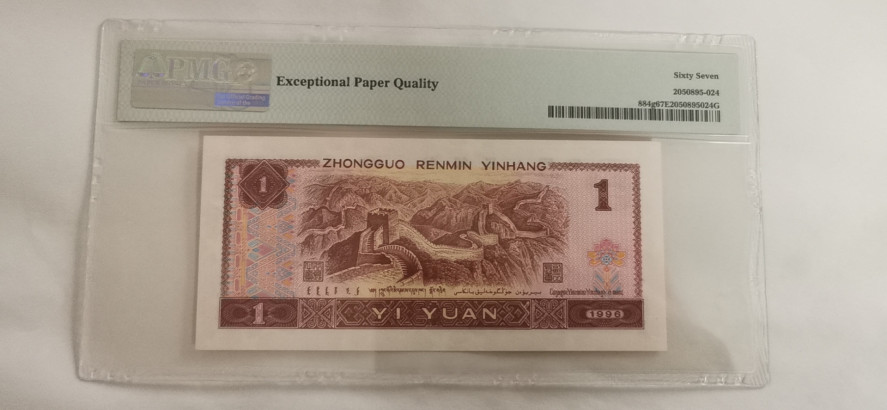 PMG
Exceptional Paper Quality
Sixty Seven
2050895-024
884g67E2050895024G
ZHONGGUO RENMIN YINHANG
1
1
1
YI YUAN
1996